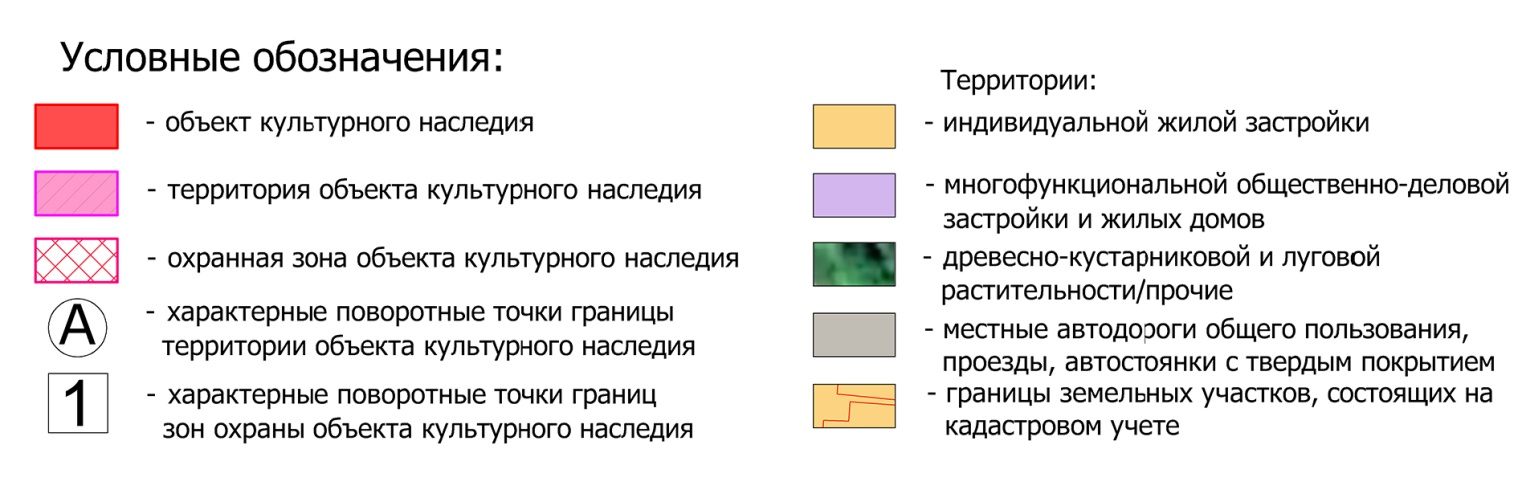 Условные обозначения:
- объект культурного наследия
- территория объекта культурного наследия
- охранная зона объекта культурного наследия
А
- характерные поворотные точки границы
территории объекта культурного наследия
1
- характерные поворотные точки границ
зон охраны объекта культурного наследия
Территории:
- индивидуальной жилой застройки
- многофункциональной общественно-деловой
застройки и жилых домов
- древесно-кустарниковой и луговой
растительности/прочие
- местные автодороги общего пользования,
проезды, автостоянки с твердым покрытием
- границы земельных участков, состоящих на
кадастровом учете